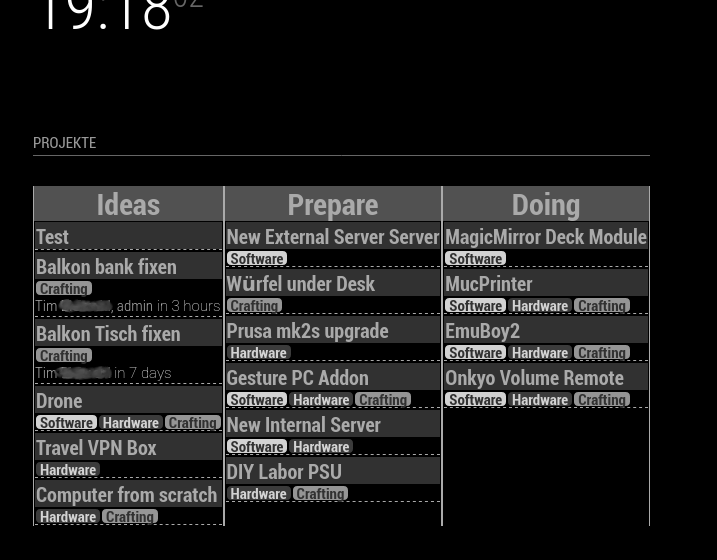 19:18 02
PROJEKTE
Ideas
Test
Balkon bank fixen
Crafting
Tim , admin in 3 hours
Balkon Tisch fixen
Crafting
Tim in 7 days
Drone
Software Hardware Crafting
Travel VPN Box
Hardware
Computer from scratch
Hardware Crafting
Prepare
New External Server Server
Software
Würfel under Desk
Crafting
Prusa mk2s upgrade
Hardware
Gesture PC Addon
Software Hardware Crafting
New Internal Server
Software Hardware
DIY Labor PSU
Hardware Crafting
Doing
MagicMirror Deck Module
Software
MucPrinter
Software Hardware Crafting
EmuBoy2
Software Hardware Crafting
Onkyo Volume Remote
Software Hardware Crafting